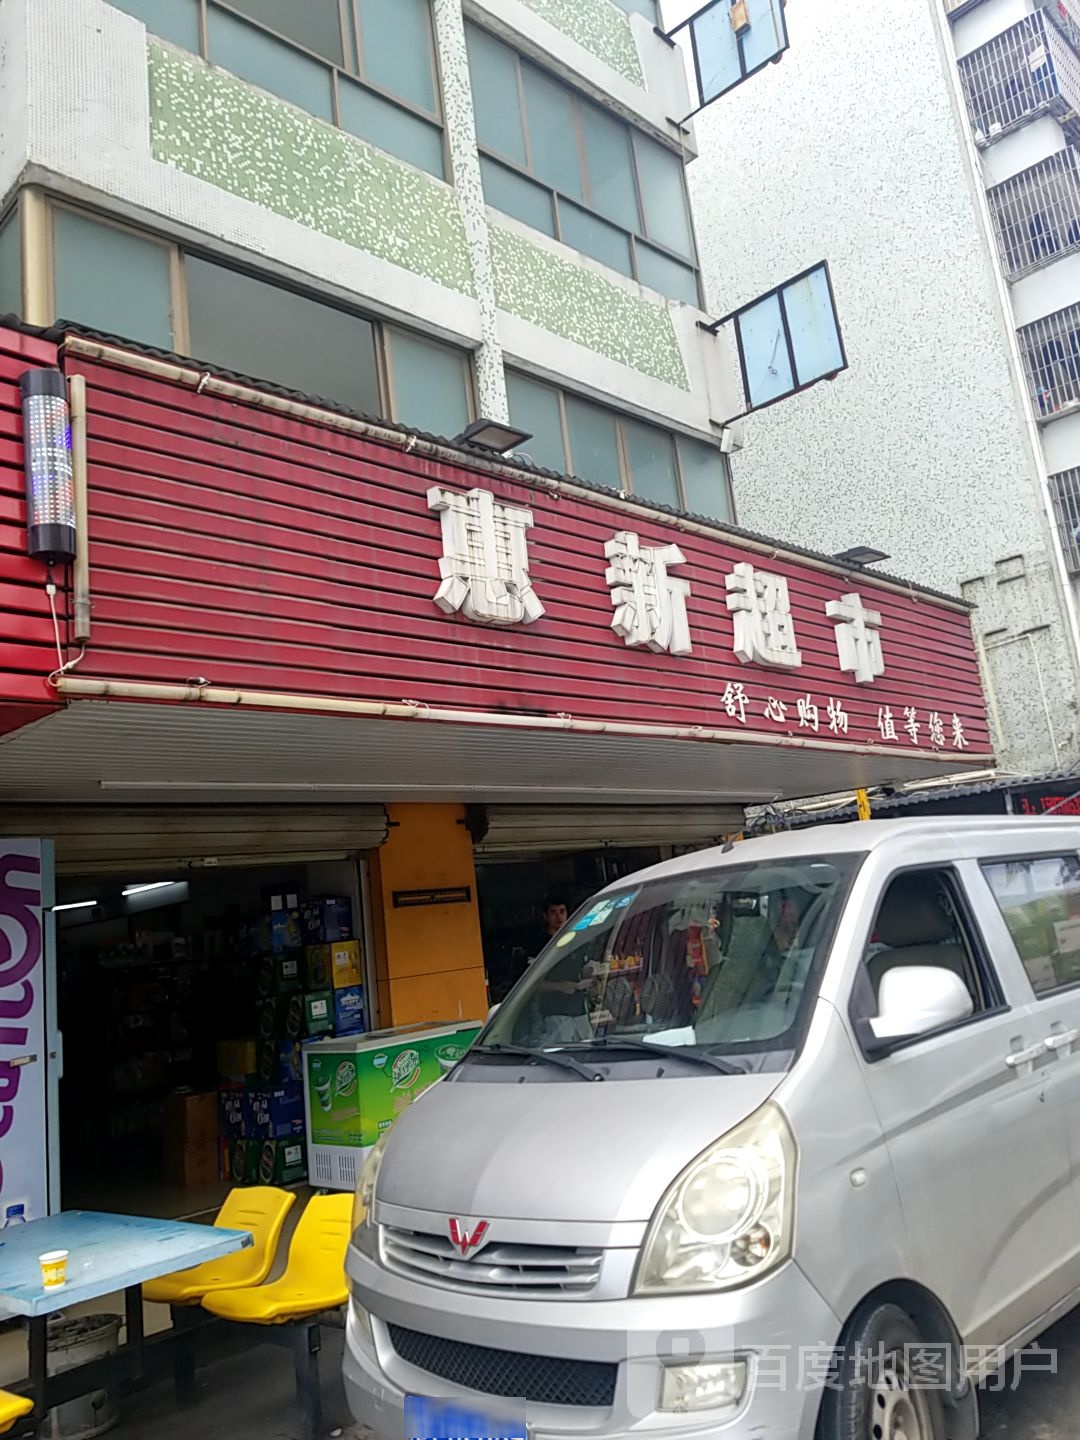 惠新超市
舒心购物 值等您来
百度地图用户